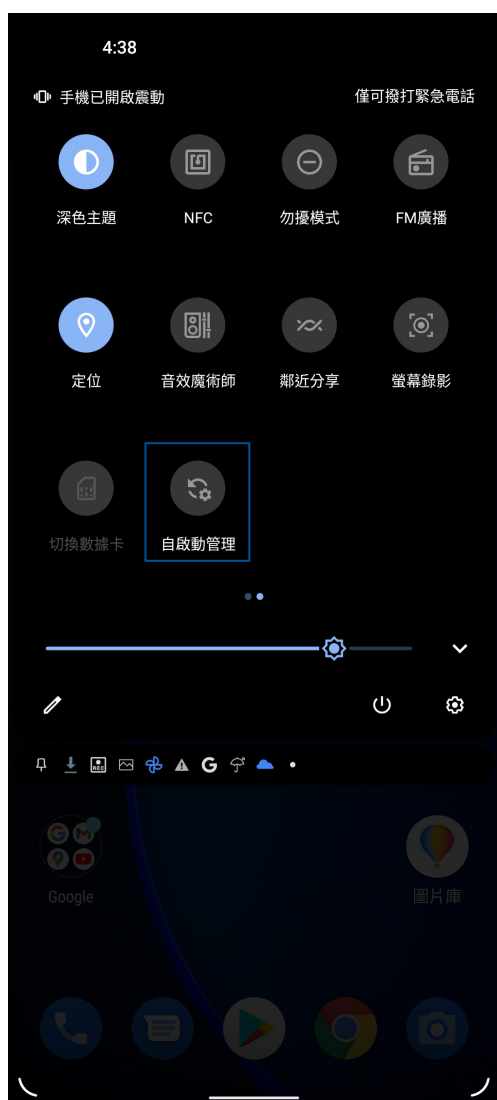 4:38
手機已開啟震動
僅可撥打緊急電話
深色主題
NFC
勿擾模式
FM廣播
定位
音效魔術師
鄰近分享
螢幕錄影
切換數據卡
自啟動管理
REC
G
Google
圖片庫